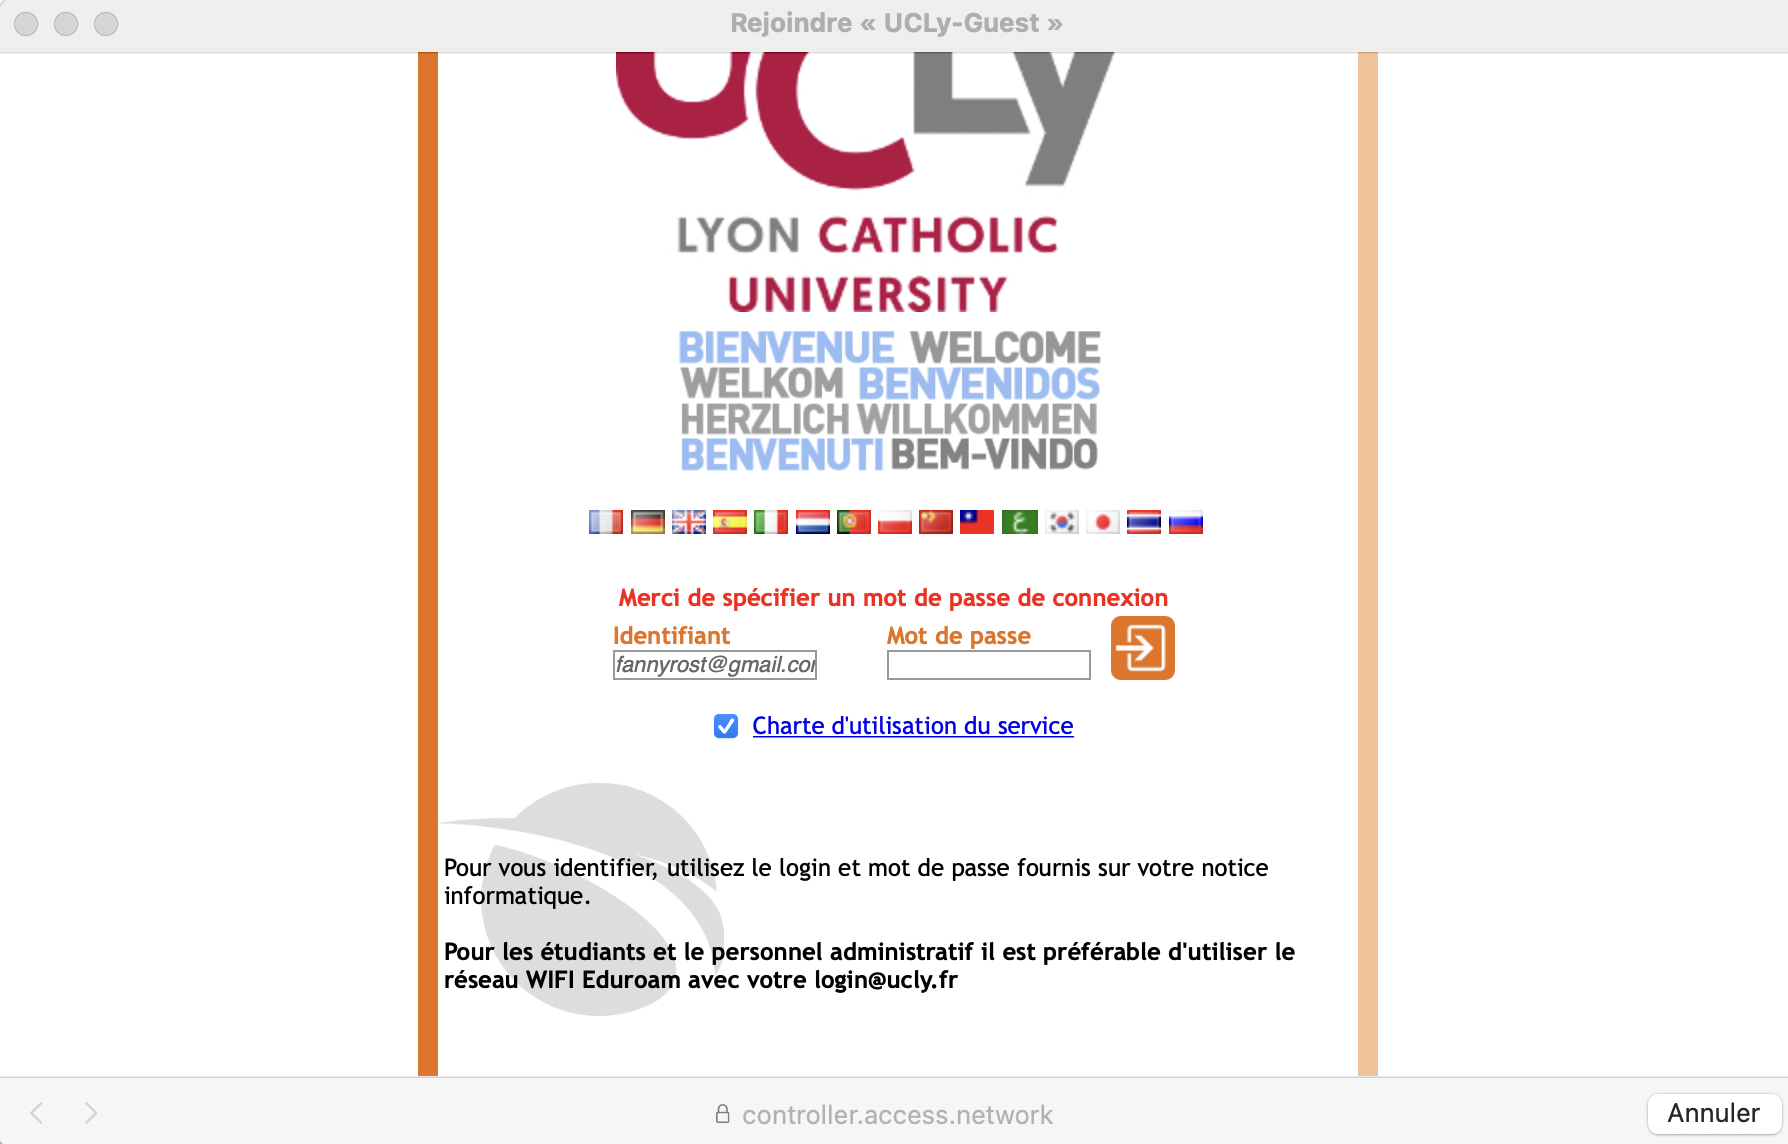 Rejoindre « UCLy-Guest »
UCLy
LYON CATHOLIC
UNIVERSITY
BIENVENUE WELCOME
WELKOM BENVENIDOS
HERZLICH WILLKOMMEN
BENVENUTI BEM-VINDO
ع
Merci de spécifier un mot de passe de connexion
Identifiant Mot de passe
fannyrost@gmail.co
Charte d'utilisation du service
Pour vous identifier, utilisez le login et mot de passe fournis sur votre notice
informatique.
Pour les étudiants et le personnel administratif il est préférable d'utiliser le
réseau WIFI Eduroam avec votre login@ucly.fr
controller.access.network
Annuler